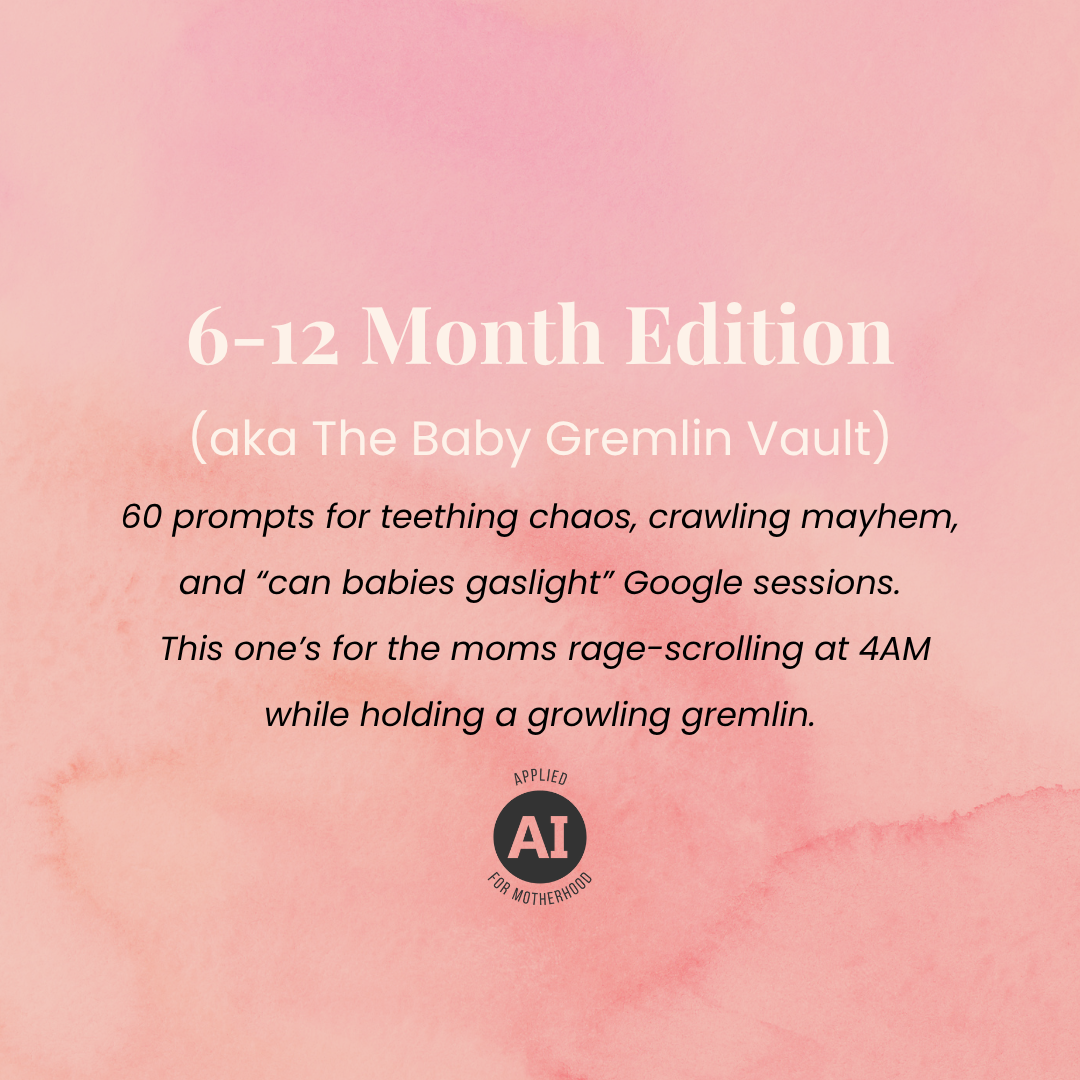 6-12 Month Edition
(aka The Baby Gremlin Vault)
60 prompts for teething chaos, crawling mayhem,
and “can babies gaslight” Google sessions.
This one’s for the moms rage-scrolling at 4AM
while holding a growling gremlin.
APPLIED
AI
FOR MOTHERHOOD